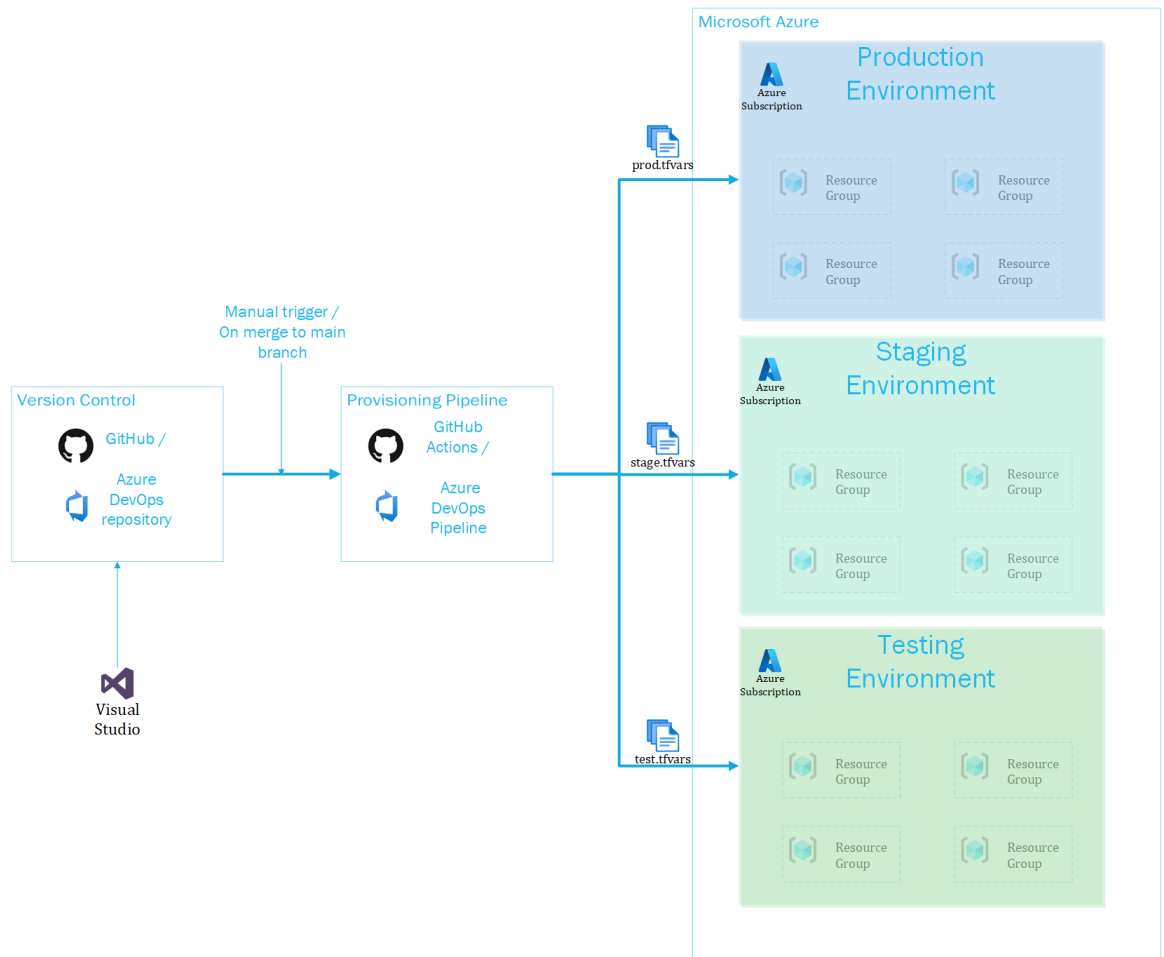 Microsoft Azure
Production
Environment
Azure
Subscription
prod.tfvars
Resource
Group
Resource
Group
Resource
Group
Resource
Group
Manual trigger /
On merge to main
branch
Staging
Environment
Azure
Subscription
Version Control
GitHub /
Azure
DevOps
repository
Provisioning Pipeline
GitHub
Actions /
Azure
DevOps
Pipeline
stage.tfvars
Resource
Group
Resource
Group
Resource
Group
Resource
Group
Visual
Studio
Testing
Environment
Azure
Subscription
test.tfvars
Resource
Group
Resource
Group
Resource
Group
Resource
Group